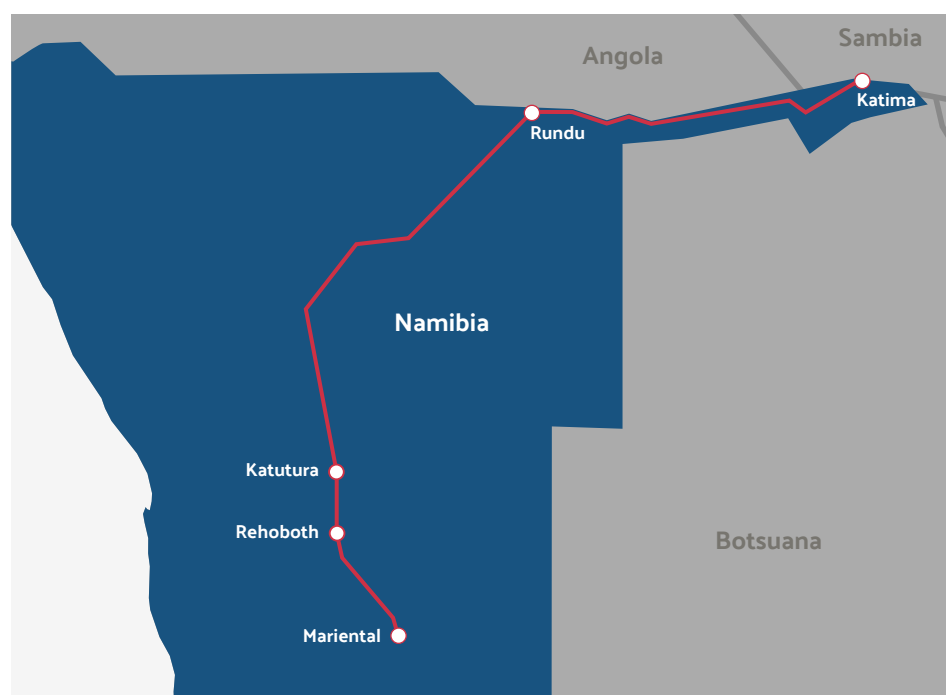 Sambia
Angola
Katima
Rundu
Namibia
Katutura
Rehoboth
Botsuana
Mariental